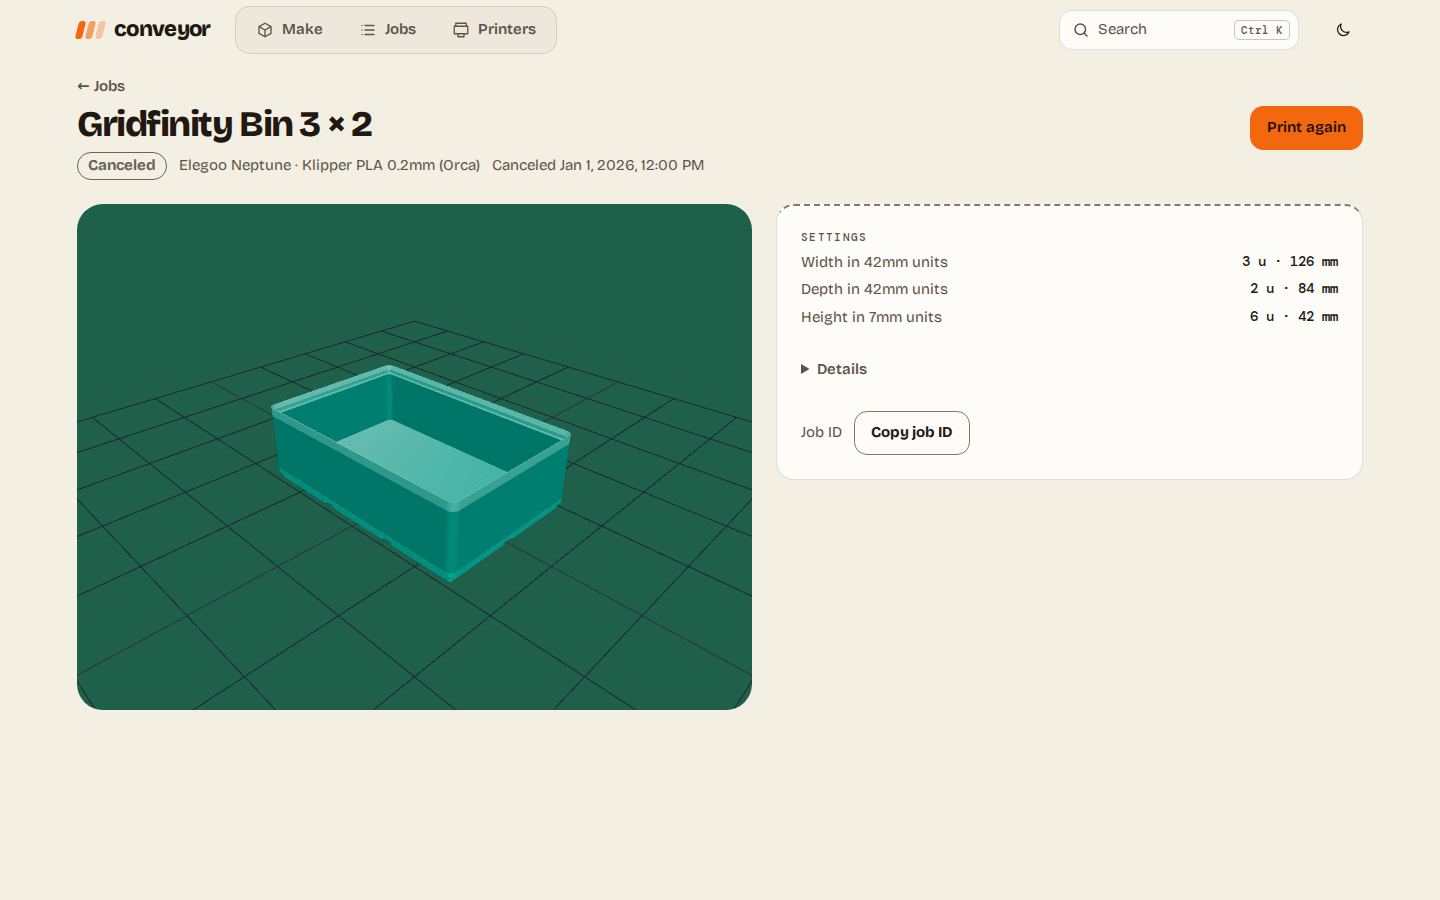 conveyor
Make
Jobs
Printers
Search
Ctrl K
← Jobs
Gridfinity Bin 3 × 2
Print again
Canceled
Elegoo Neptune · Klipper PLA 0.2mm (Orca)
Canceled Jan 1, 2026, 12:00 PM
SETTINGS
Width in 42mm units 3 u · 126 mm
Depth in 42mm units 2 u · 84 mm
Height in 7mm units 6 u · 42 mm
Details
Job ID
Copy job ID